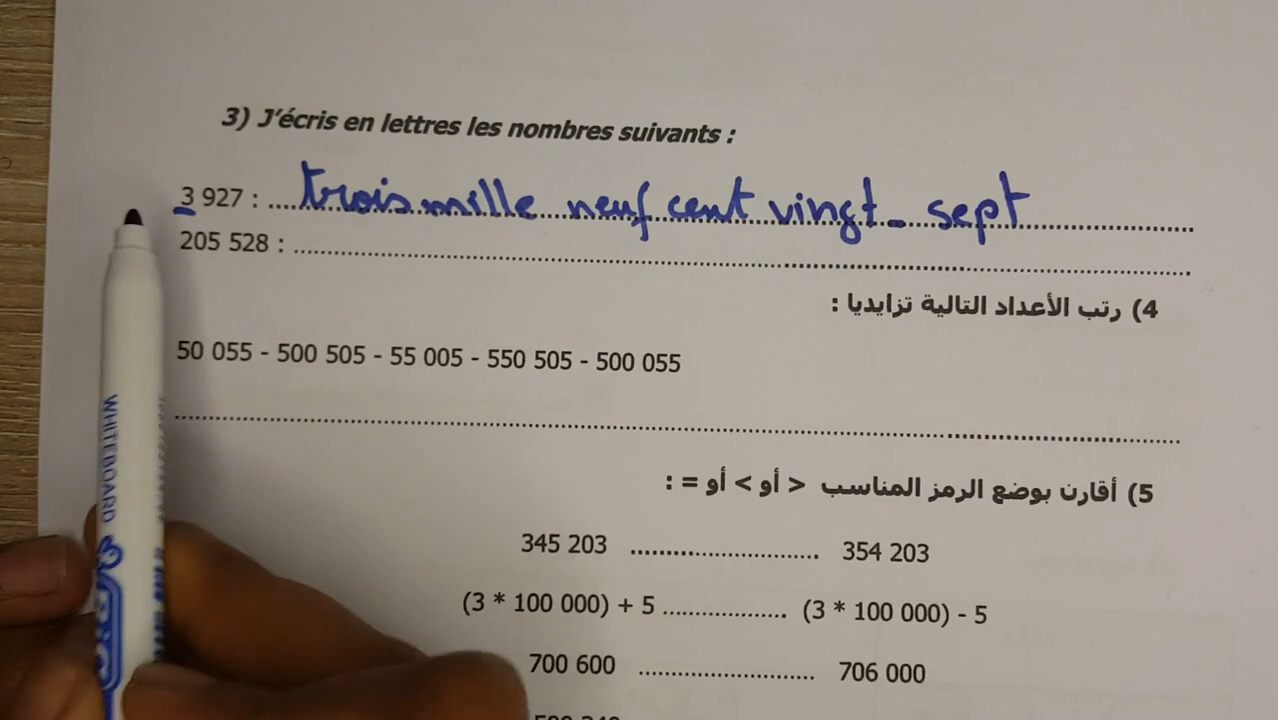 3) J'écris en lettres les nombres suivants :
3 927 : ..... trois mille neuf cent vingt-sept .....
205 528 : .....
4) رتب الأعداد التالية تزايديا :
50 055 - 500 505 - 55 005 - 550 505 - 500 055
5) أقارن بوضع الرمز المناسب < أو > أو = :
345 203 ..... 354 203
(3 * 100 000) + 5 ..... (3 * 100 000) - 5
700 600 ..... 706 000
WHITEBOARD